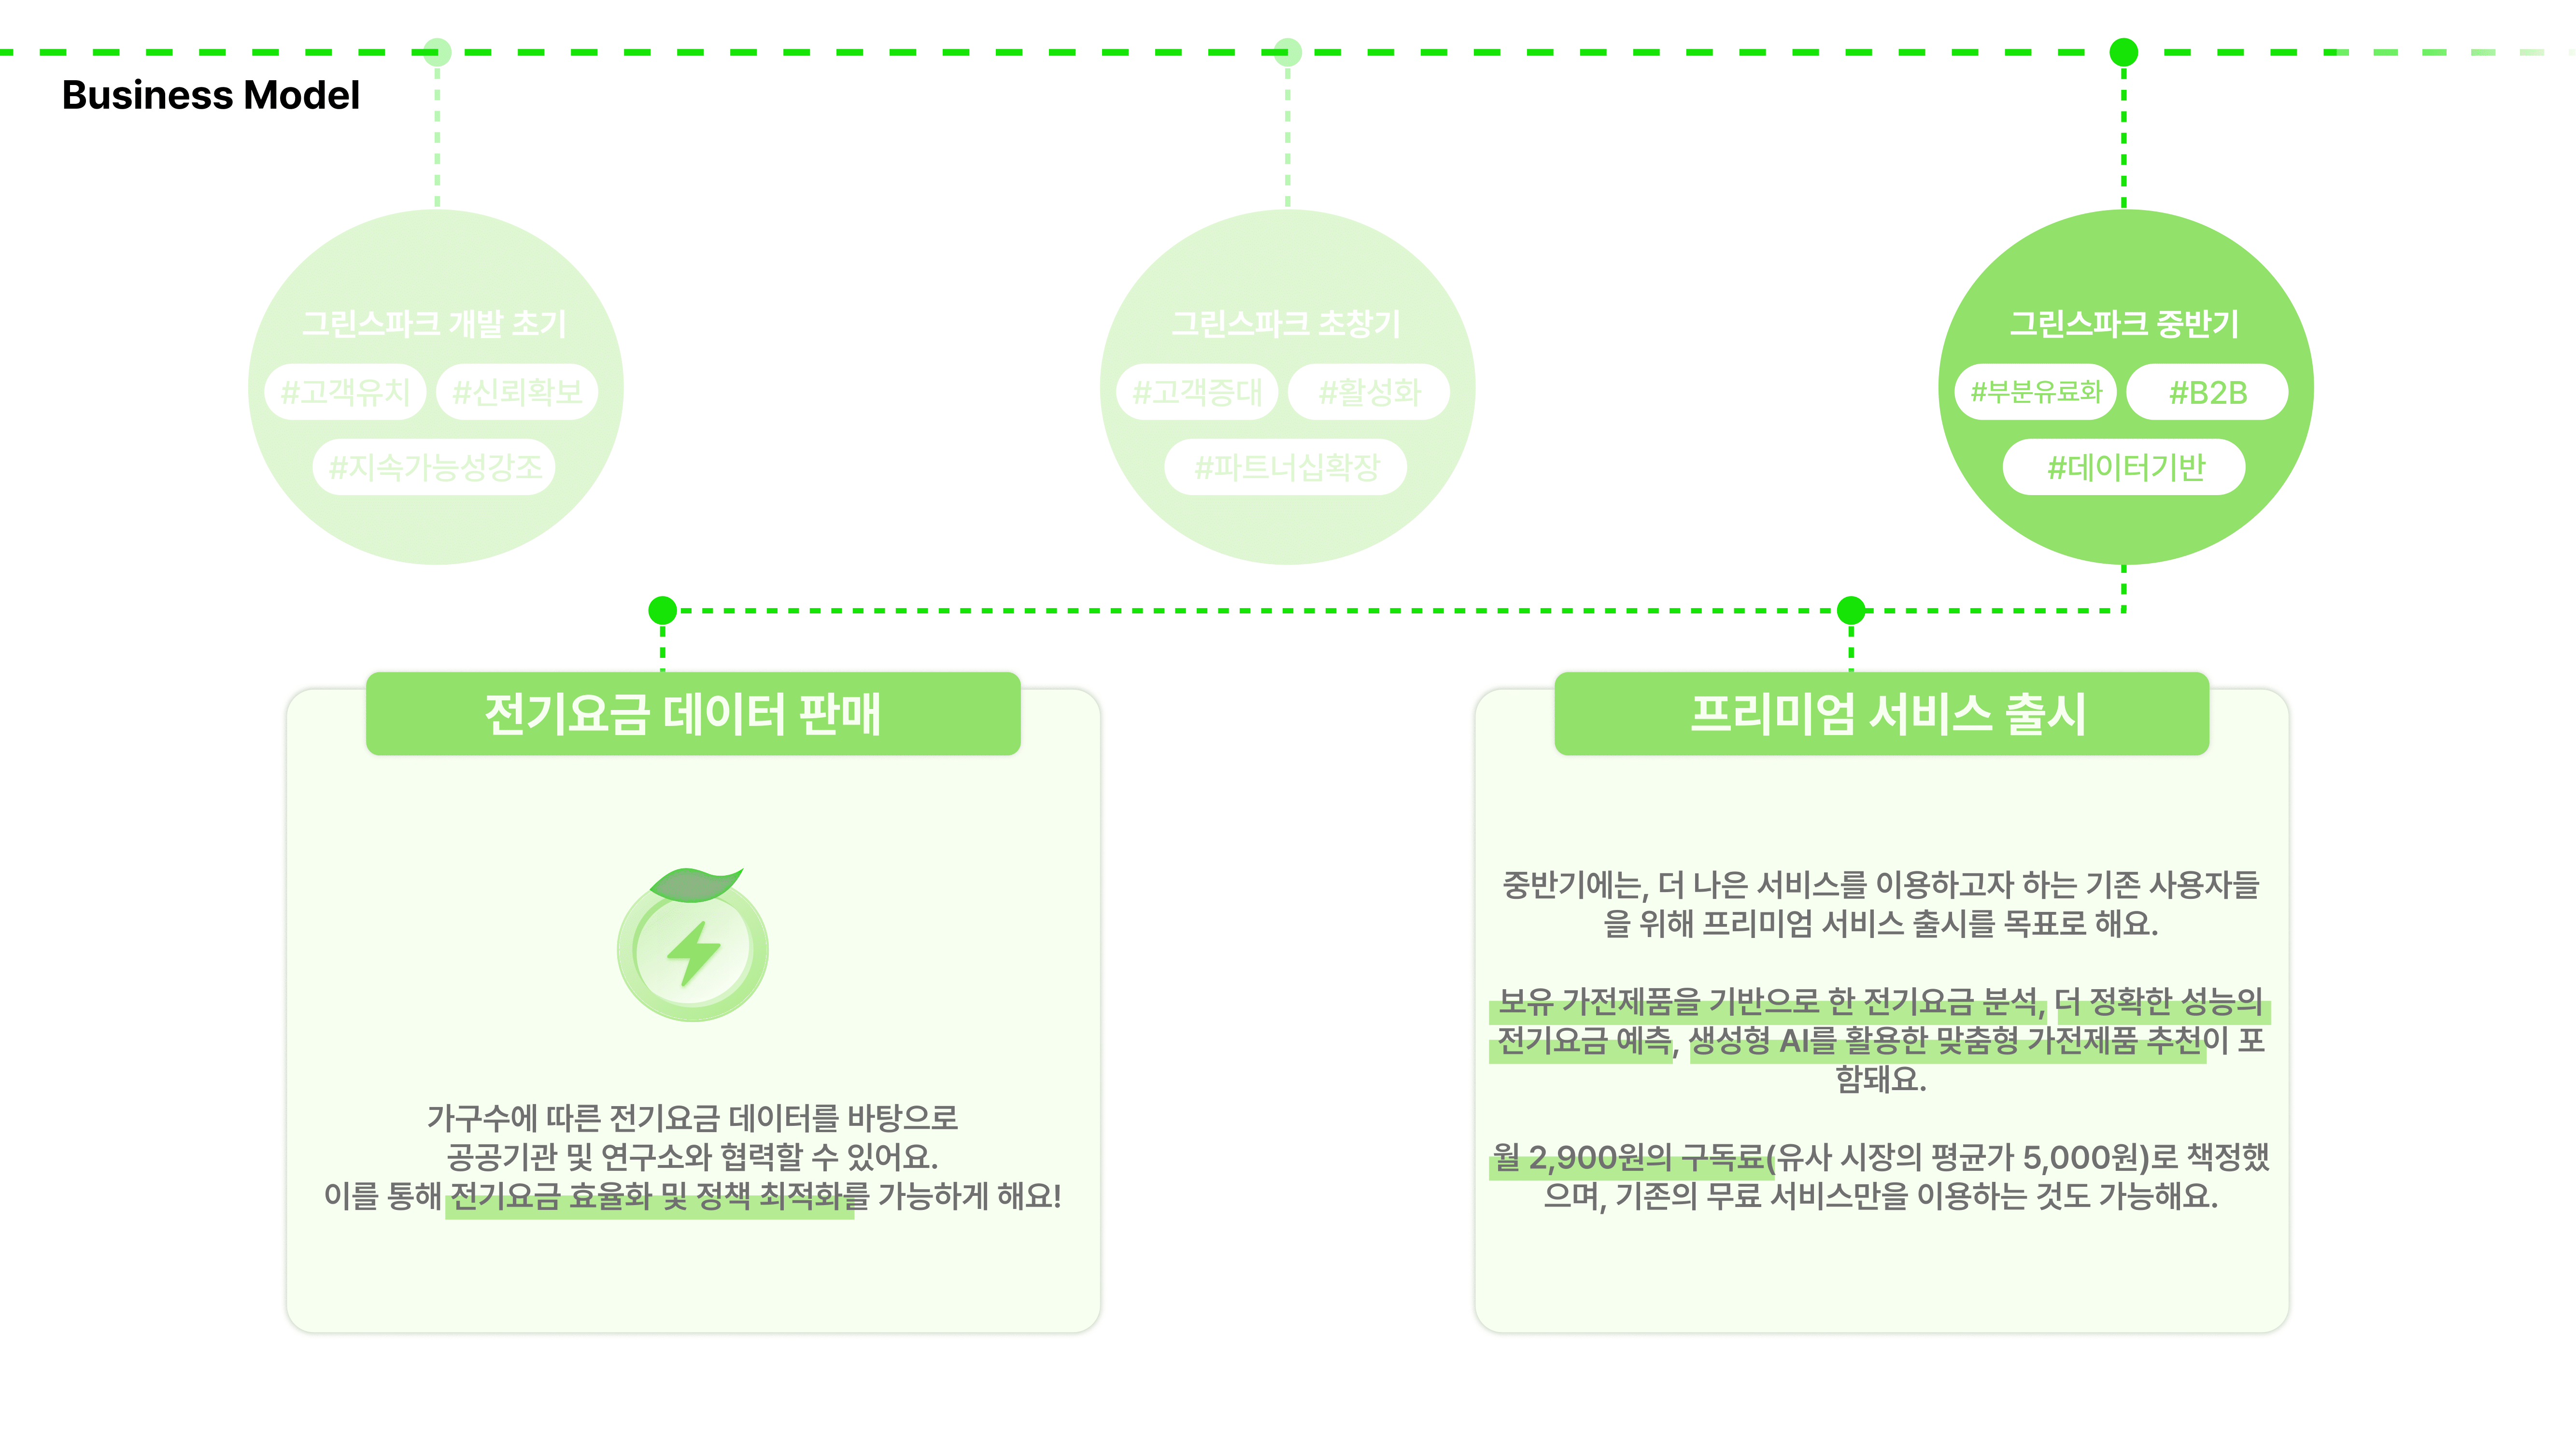 Business Model
그린스파크 개발 초기
#고객유치 #신뢰확보
#지속가능성강조
그린스파크 초창기
#고객증대 #활성화
#파트너십확장
그린스파크 중반기
#부분유료화 #B2B
#데이터기반
전기요금 데이터 판매
가구수에 따른 전기요금 데이터를 바탕으로
공공기관 및 연구소와 협력할 수 있어요.
이를 통해 전기요금 효율화 및 정책 최적화를 가능하게 해요!
프리미엄 서비스 출시
중반기에는, 더 나은 서비스를 이용하고자 하는 기존 사용자들
을 위해 프리미엄 서비스 출시를 목표로 해요.
보유 가전제품을 기반으로 한 전기요금 분석, 더 정확한 성능의
전기요금 예측, 생성형 AI를 활용한 맞춤형 가전제품 추천이 포
함돼요.
월 2,900원의 구독료(유사 시장의 평균가 5,000원)로 책정했
으며, 기존의 무료 서비스만을 이용하는 것도 가능해요.